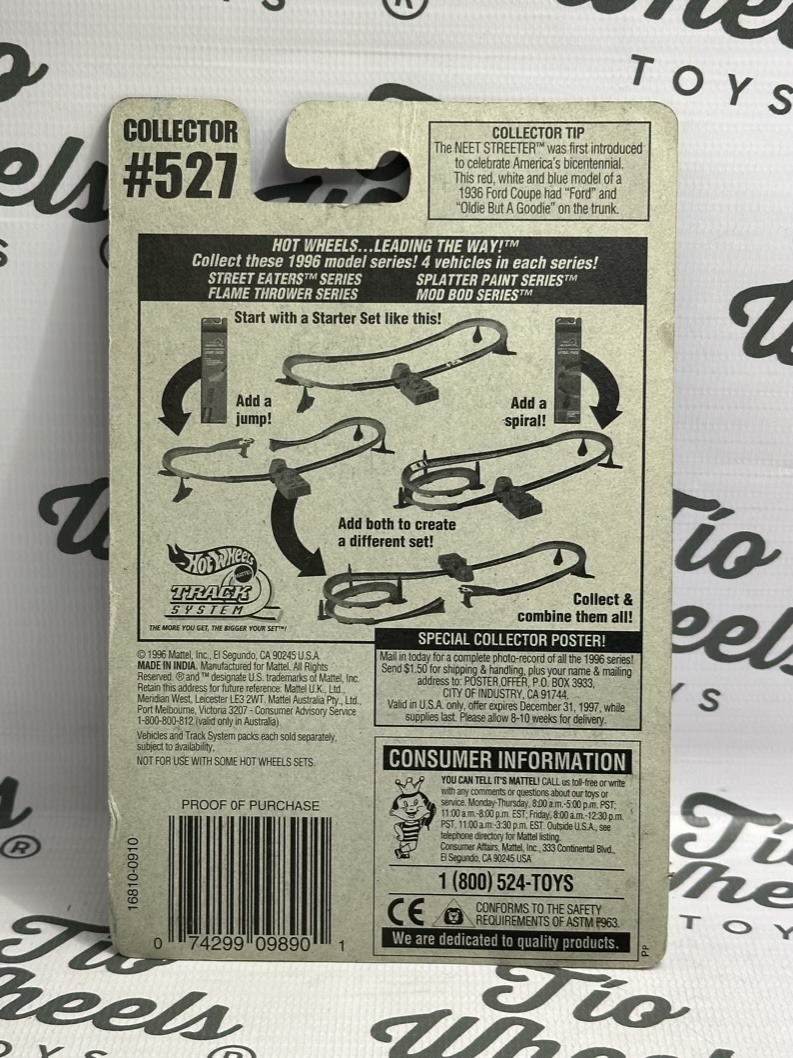 TOYS
COLLECTOR
#527
COLLECTOR TIP
The NEET STREETER™ was first introduced
to celebrate America's bicentennial.
This red, white and blue model of a
1936 Ford Coupe had "Ford" and
"Oldie But A Goodie" on the trunk.
HOT WHEELS...LEADING THE WAY!™
Collect these 1996 model series! 4 vehicles in each series!
STREET EATERS™ SERIES SPLATTER PAINT SERIES™
FLAME THROWER SERIES MOD BOD SERIES™
Start with a Starter Set like this!
Add a
jump!
Add a
spiral!
Add both to create
a different set!
HOT WHEELS
MATTEL
TRACK
SYSTEM
THE MORE YOU GET, THE BIGGER YOUR SET™!
Collect &
combine them all!
SPECIAL COLLECTOR POSTER!
Mail in today for a complete photo-record of all the 1996 series!
Send $1.50 for shipping & handling, plus your name & mailing
address to: POSTER OFFER, P.O. BOX 3933,
CITY OF INDUSTRY, CA 91744.
Valid in U.S.A. only, offer expires December 31, 1997, while
supplies last. Please allow 8-10 weeks for delivery.
© 1996 Mattel, Inc., El Segundo, CA 90245 U.S.A.
MADE IN INDIA. Manufactured for Mattel. All Rights
Reserved. ® and ™ designate U.S. trademarks of Mattel, Inc.
Retain this address for future reference: Mattel U.K., Ltd.,
Meridian West, Leicester LE3 2WT. Mattel Australia Pty., Ltd.,
Port Melbourne, Victoria 3207 - Consumer Advisory Service
1-800-800-812 (valid only in Australia).
Vehicles and Track System packs each sold separately,
subject to availability.
NOT FOR USE WITH SOME HOT WHEELS SETS.
CONSUMER INFORMATION
YOU CAN TELL IT'S MATTEL! CALL us toll-free or write
with any comments or questions about our toys or
service. Monday-Thursday, 8:00 a.m.-5:00 p.m. PST;
11:00 a.m.-8:00 p.m. EST; Friday, 8:00 a.m.-12:30 p.m.
PST, 11:00 a.m.-3:30 p.m. EST. Outside U.S.A., see
telephone directory for Mattel listing.
Consumer Affairs, Mattel, Inc., 333 Continental Blvd.,
El Segundo, CA 90245 USA
1 (800) 524-TOYS
CE
CONFORMS TO THE SAFETY
REQUIREMENTS OF ASTM F963.
We are dedicated to quality products.
PP
PROOF OF PURCHASE
16810-0910
0 74299 09890 1
Tio
Wheels
TOYS